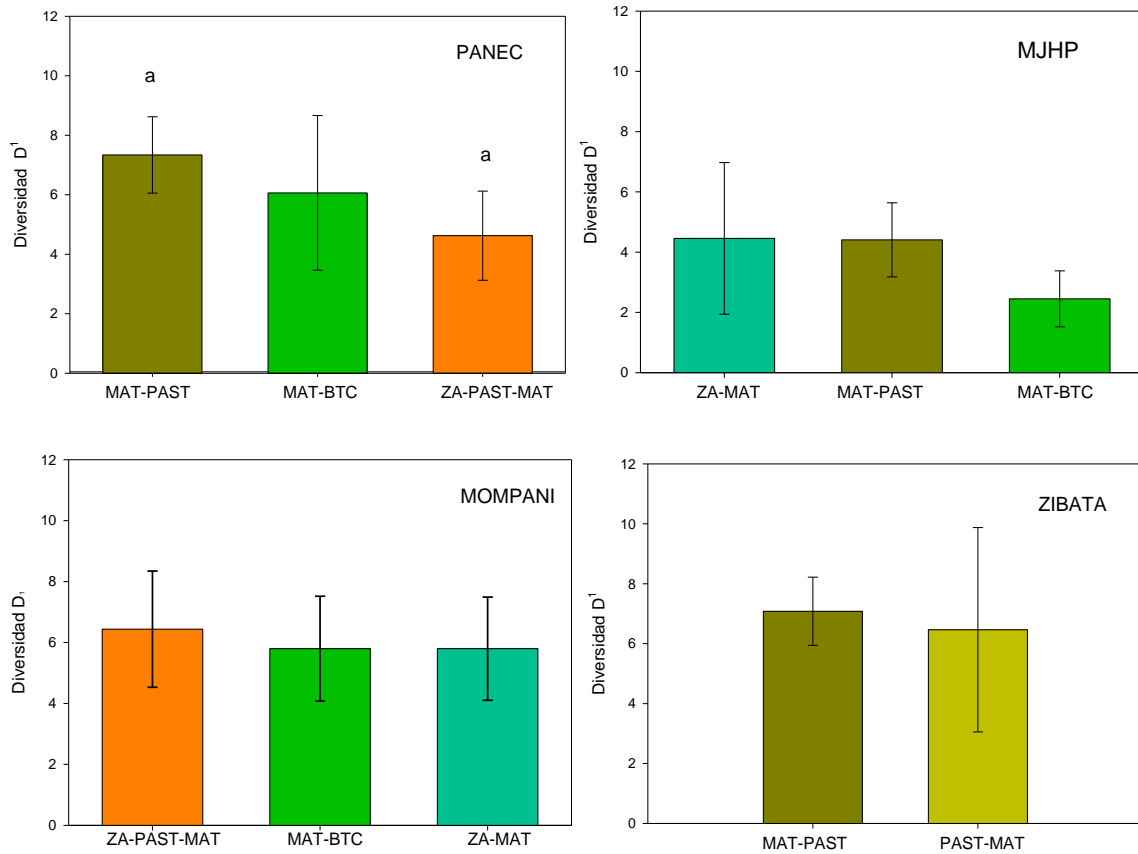 12
10
8
6
4
2
0
Diversidad D¹
PANEC
a
a
MAT-PAST MAT-BTC ZA-PAST-MAT
12
10
8
6
4
2
0
Diversidad D¹
MJHP
ZA-MAT MAT-PAST MAT-BTC
12
10
8
6
4
2
0
Diversidad D₁
MOMPANI
ZA-PAST-MAT MAT-BTC ZA-MAT
12
10
8
6
4
2
0
Diversidad D¹
ZIBATA
MAT-PAST PAST-MAT